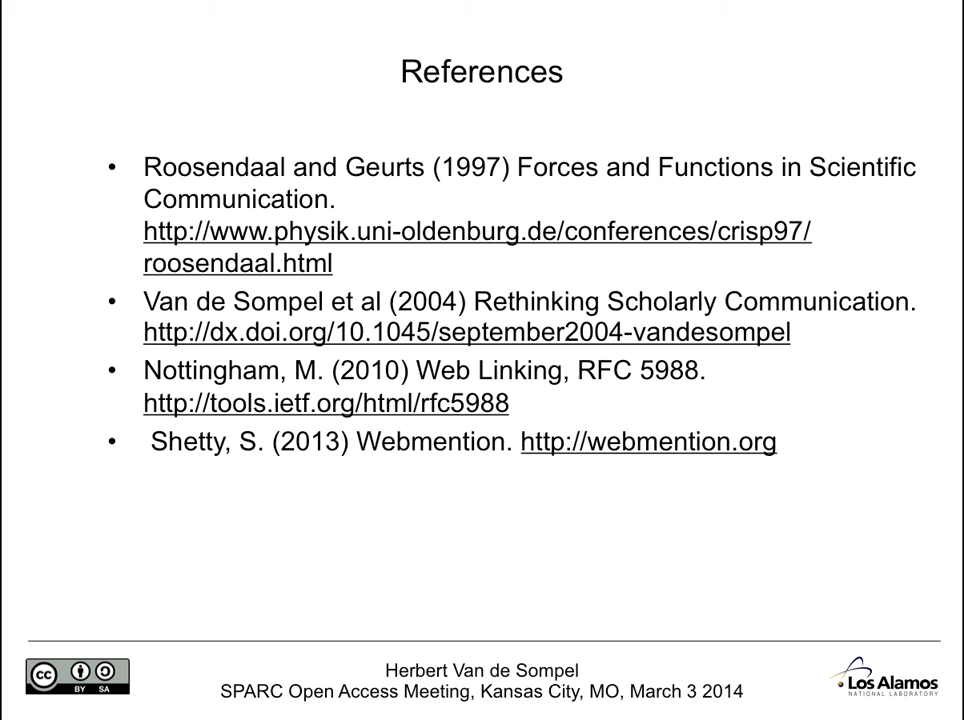 References
• Roosendaal and Geurts (1997) Forces and Functions in Scientific
Communication.
http://www.physik.uni-oldenburg.de/conferences/crisp97/
roosendaal.html
• Van de Sompel et al (2004) Rethinking Scholarly Communication.
http://dx.doi.org/10.1045/september2004-vandesompel
• Nottingham, M. (2010) Web Linking, RFC 5988.
http://tools.ietf.org/html/rfc5988
• Shetty, S. (2013) Webmention. http://webmention.org
cc
BY SA
Herbert Van de Sompel
SPARC Open Access Meeting, Kansas City, MO, March 3 2014
Los Alamos
NATIONAL LABORATORY